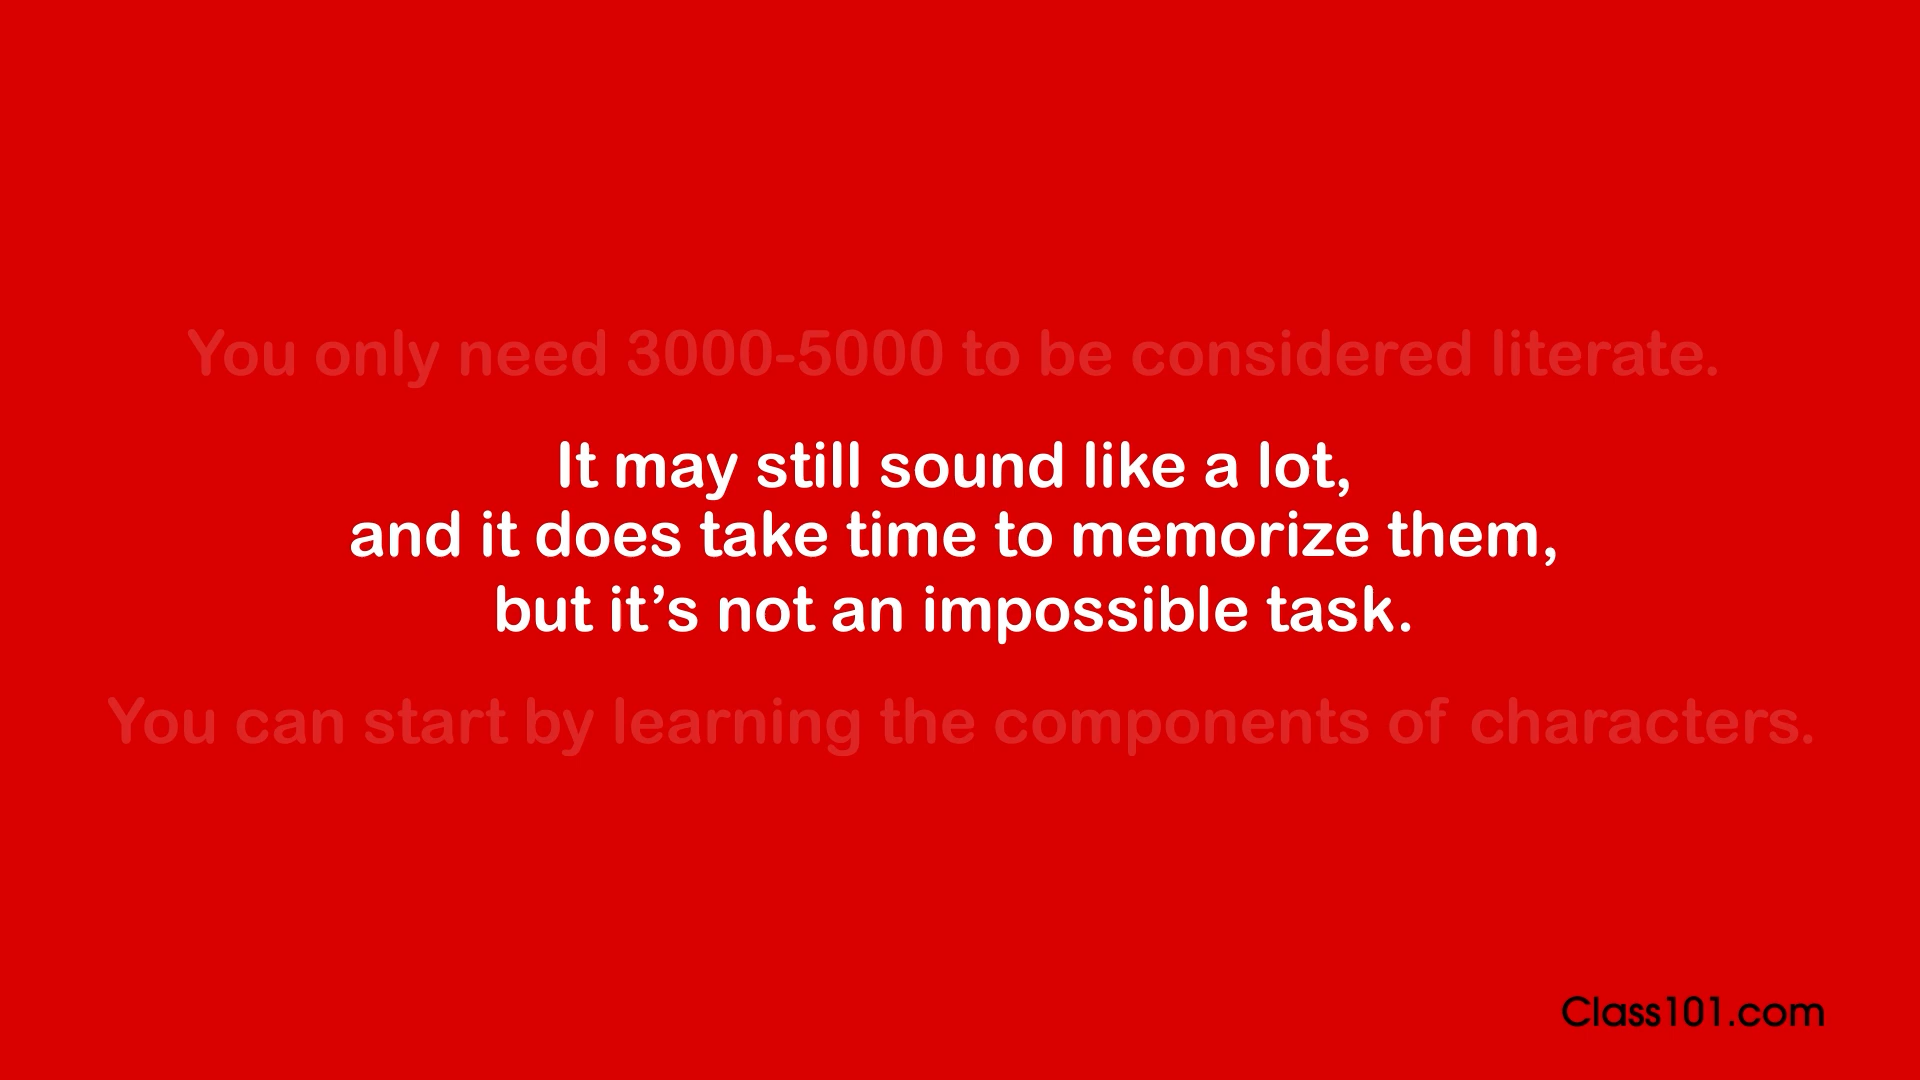 You only need 3000-5000 to be considered literate.
It may still sound like a lot,
and it does take time to memorize them,
but it’s not an impossible task.
You can start by learning the components of characters.
Class101.com